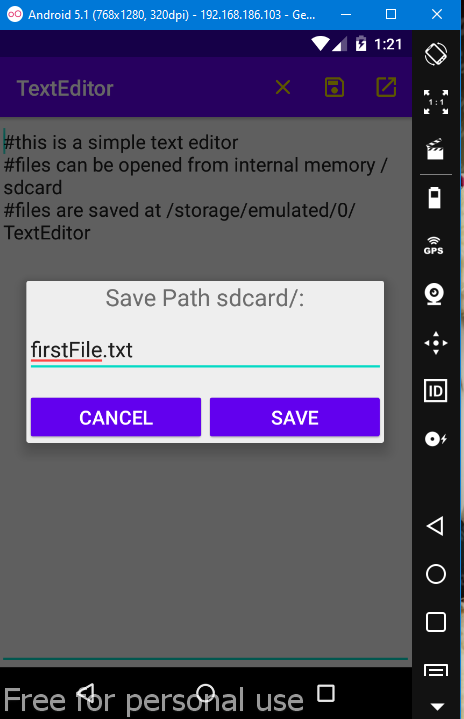 Android 5.1 (768x1280, 320dpi) - 192.168.186.103 - Ge...
1:21
TextEditor
#this is a simple text editor
#files can be opened from internal memory /
sdcard
#files are saved at /storage/emulated/0/
TextEditor
Save Path sdcard/:
firstFile.txt
CANCEL
SAVE
1:1
GPS
ID
Free for personal use